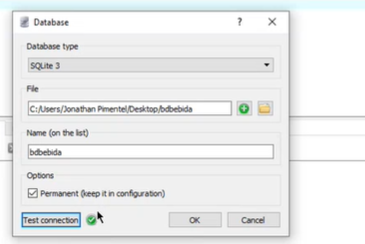 Database
Database type
SQLite 3
File
C:/Users/Jonathan Pimentel/Desktop/bdbebida
Name (on the list)
bdbebida
Options
Permanent (keep it in configuration)
Test connection
OK
Cancel